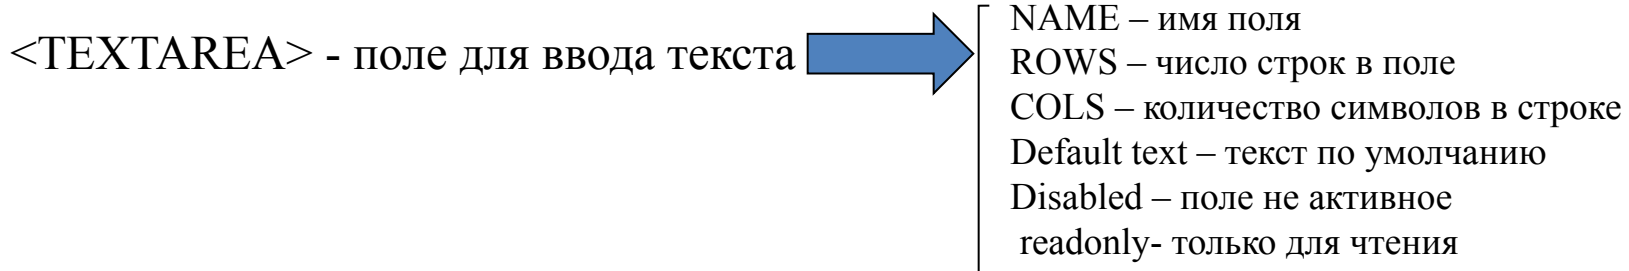 <TEXTAREA> - поле для ввода текста
NAME – имя поля
ROWS – число строк в поле
COLS – количество символов в строке
Default text – текст по умолчанию
Disabled – поле не активное
readonly- только для чтения